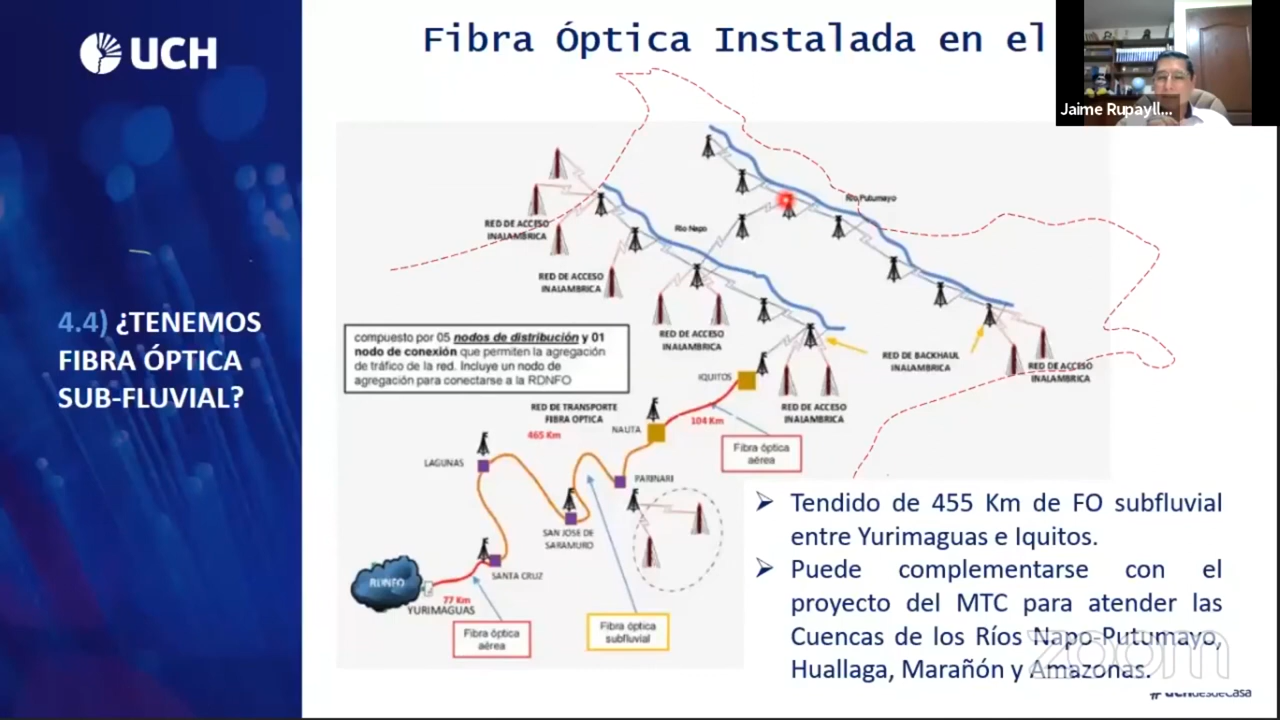 UCH
Fibra Óptica Instalada en el
Jaime Rupayll...
4.4) ¿TENEMOS
FIBRA ÓPTICA
SUB-FLUVIAL?
Río Putumayo
Río Napo
RED DE ACCESO
INALAMBRICA
RED DE ACCESO
INALAMBRICA
RED DE ACCESO
INALAMBRICA
RED DE BACKHAUL
RED DE ACCESO
INALAMBRICA
compuesto por 05 nodos de distribución y 01
nodo de conexión que permiten la agregación
de tráfico de la red. Incluye un nodo de
agregación para conectarse a la RDNFO
IQUITOS
RED DE ACCESO
INALAMBRICA
RED DE TRANSPORTE
FIBRA OPTICA
465 Km
NAUTA
104 Km
Fibra óptica
aérea
LAGUNAS
PARINARI
SAN JOSE DE
SARAMURO
SANTA CRUZ
RDNFO
77 Km
YURIMAGUAS
Fibra óptica
aérea
Fibra óptica
subfluvial
➢ Tendido de 455 Km de FO subfluvial
entre Yurimaguas e Iquitos.
➢ Puede complementarse con el
proyecto del MTC para atender las
Cuencas de los Ríos Napo-Putumayo,
Huallaga, Marañón y Amazonas.
zoom
#uchdesdecasa